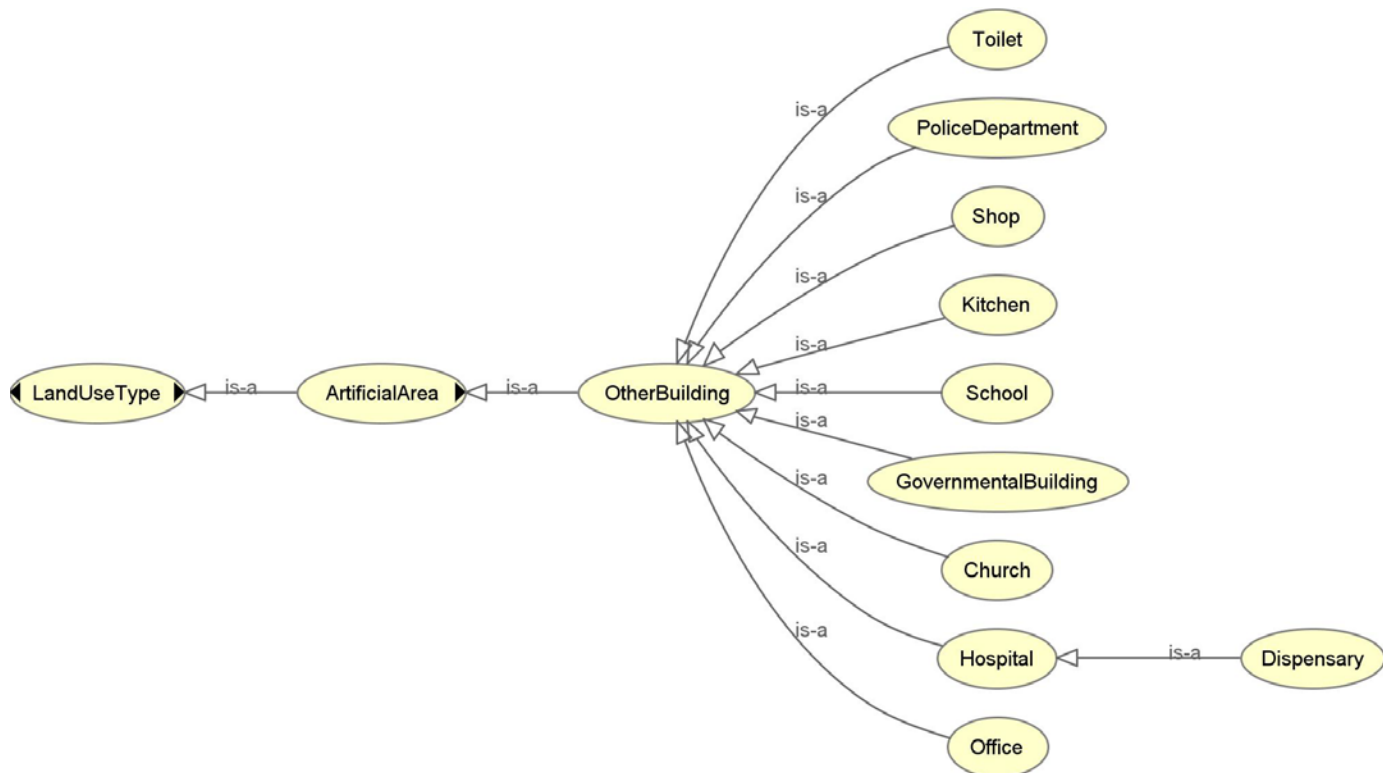 Toilet
is-a
PoliceDepartment
is-a
Shop
is-a
Kitchen
is-a
LandUseType
is-a
ArtificialArea
is-a
OtherBuilding
is-a
School
is-a
GovernmentalBuilding
is-a
Church
is-a
Hospital
is-a
Dispensary
is-a
Office